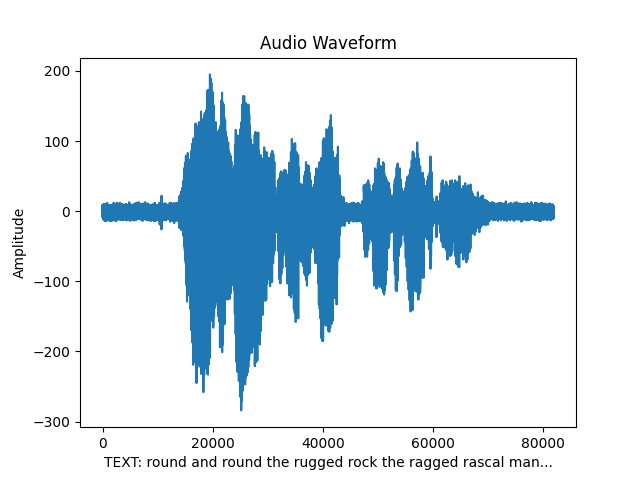 Audio Waveform
200
100
0
−100
−200
−300
Amplitude
0 20000 40000 60000 80000
TEXT: round and round the rugged rock the ragged rascal man...